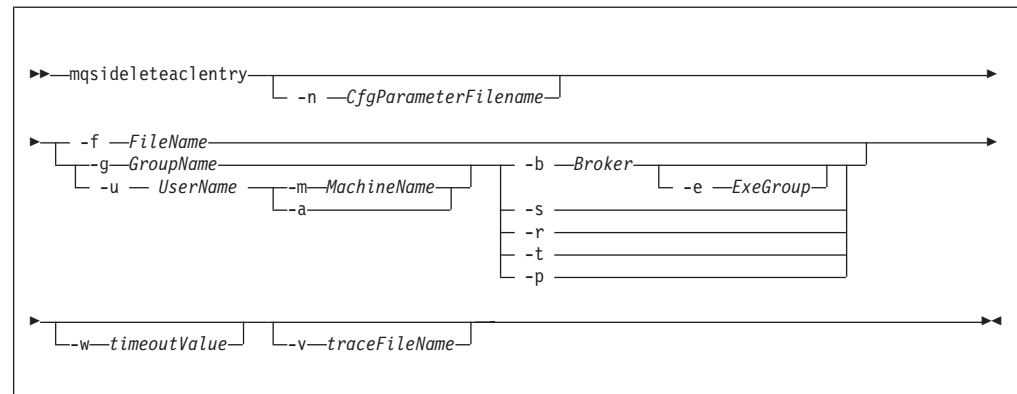 mqsideleteaclentry
-n CfgParameterFilename
-f FileName
-g GroupName -b Broker
-u UserName -m MachineName -e ExeGroup
-a -s
-r
-t
-p
-w timeoutValue -v traceFileName